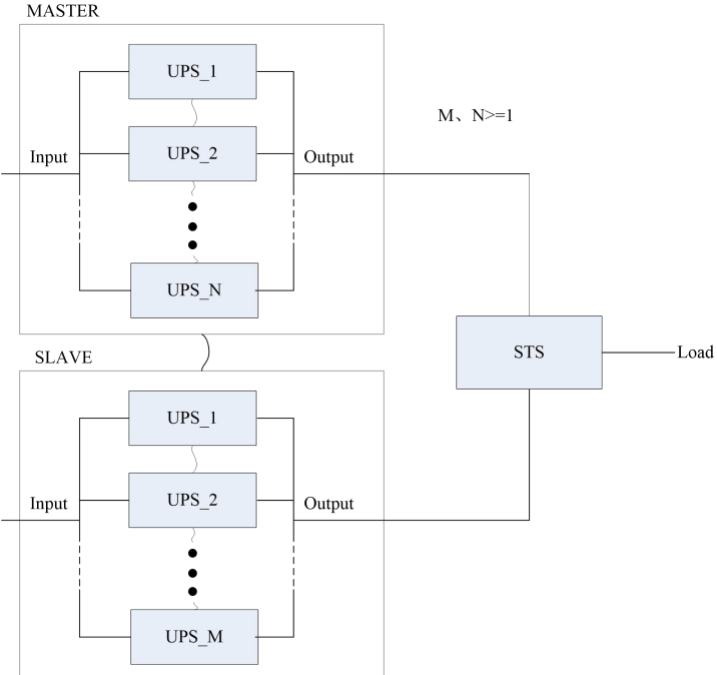 MASTER
UPS_1
M、N>=1
Input
UPS_2
Output
UPS_N
STS
Load
SLAVE
UPS_1
Input
UPS_2
Output
UPS_M